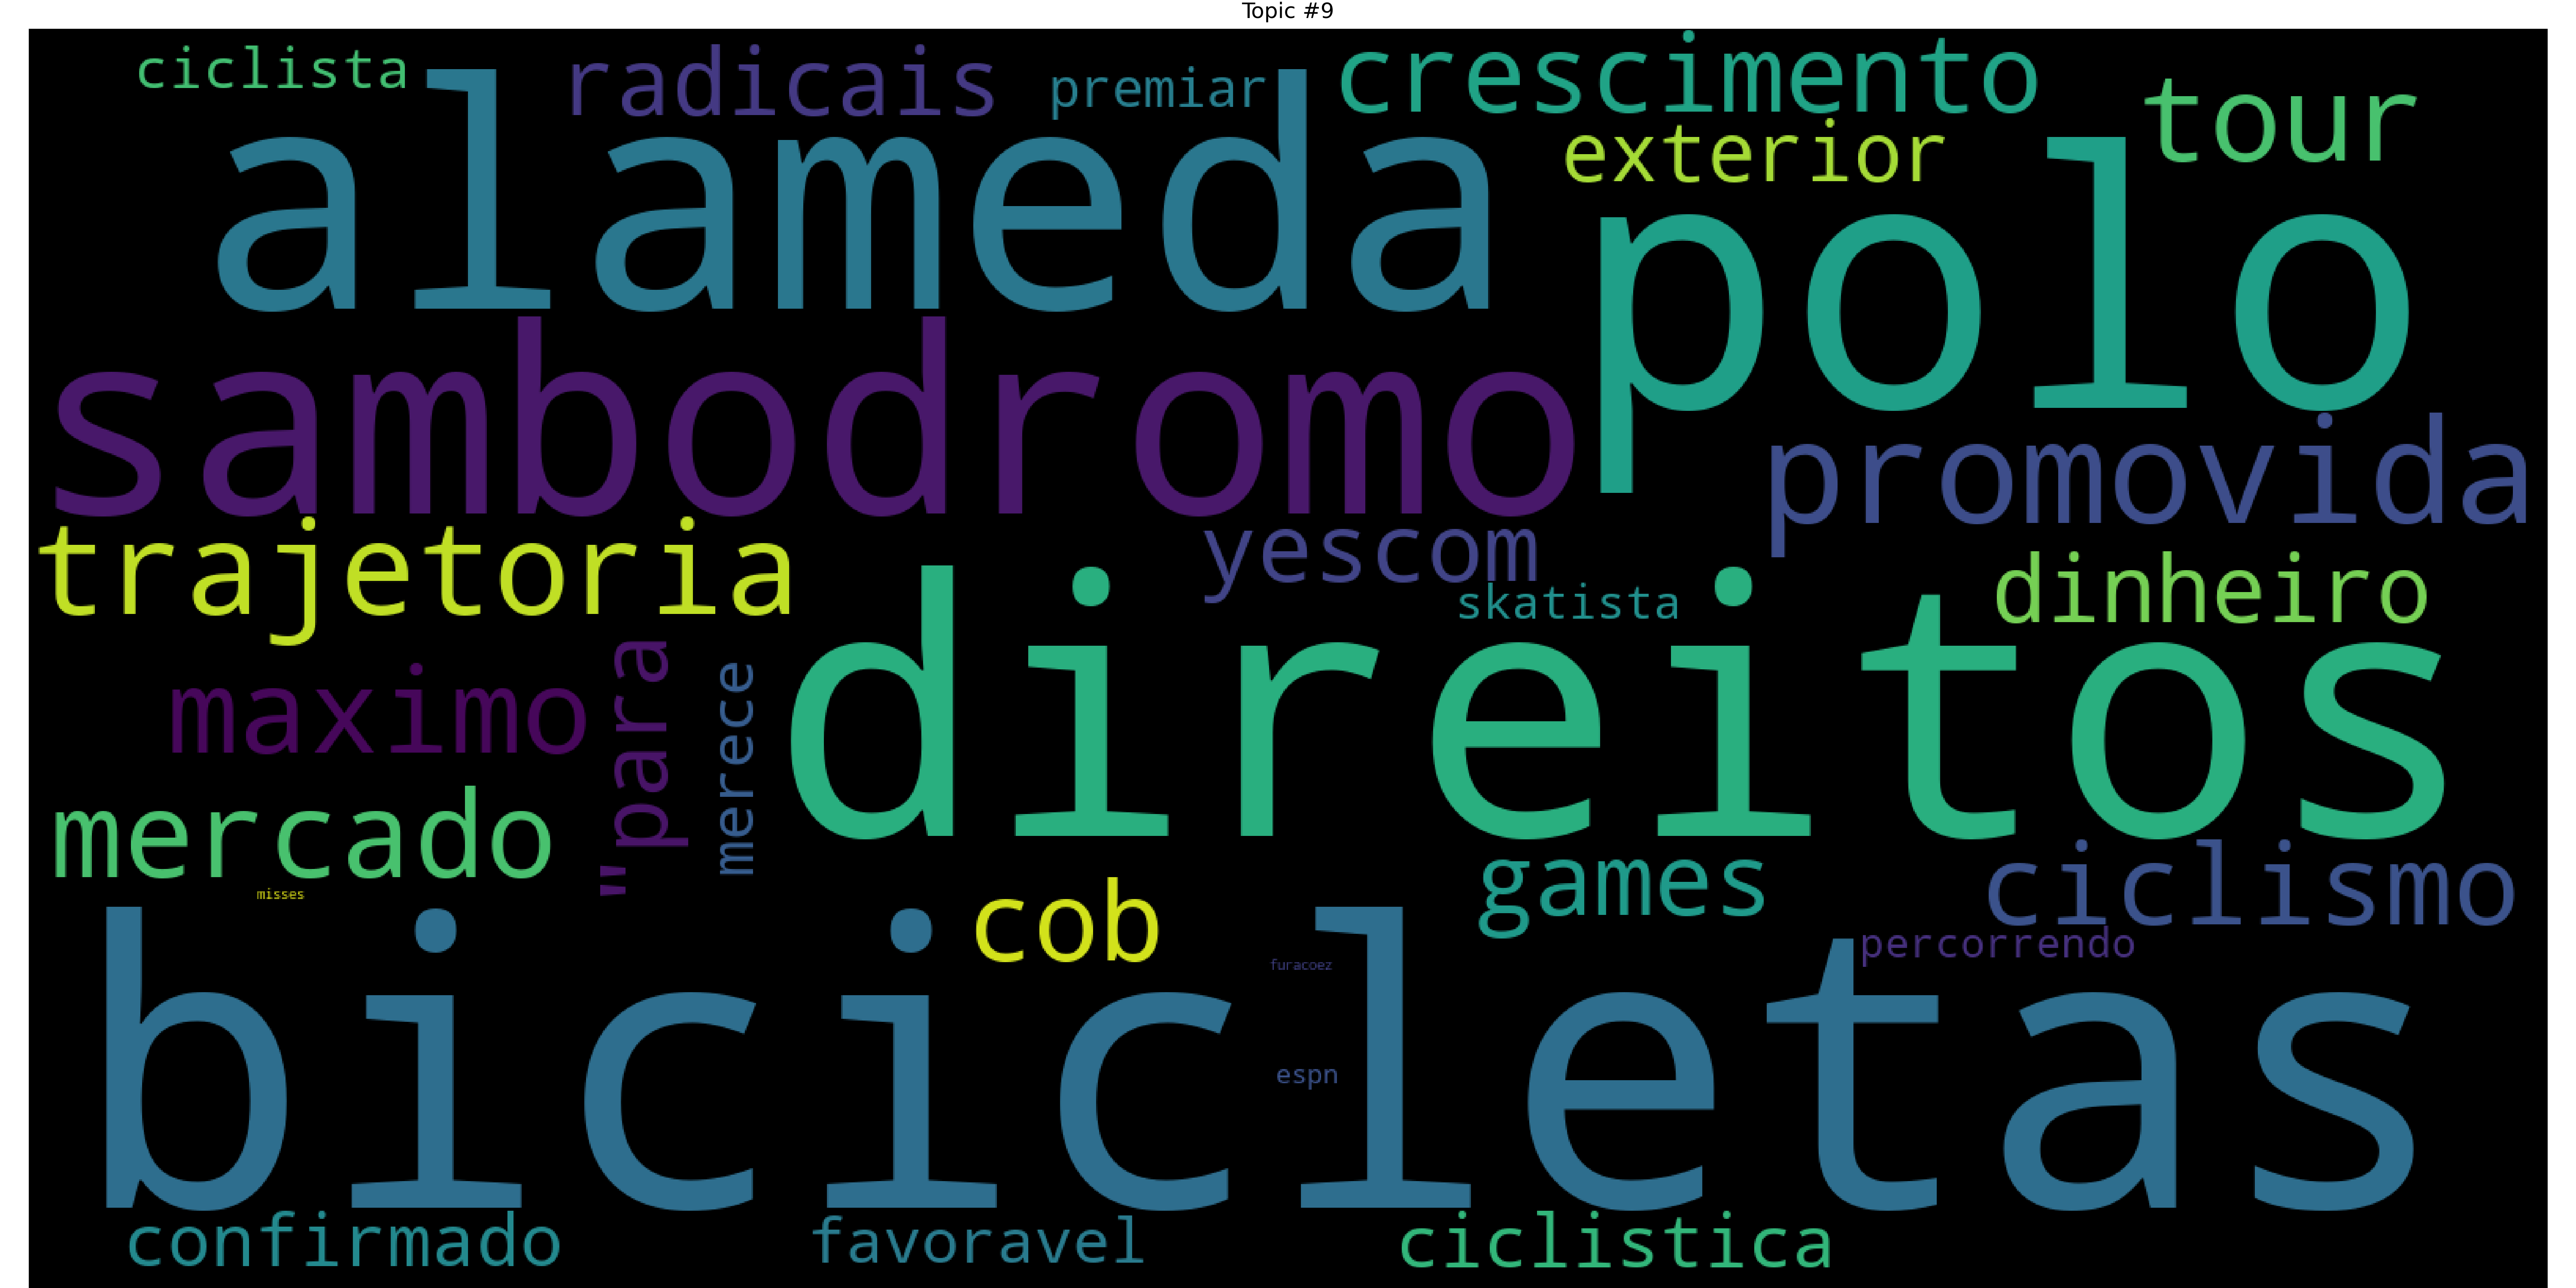 Topic #9
ciclista
radicais
premiar
crescimento
tour
alameda
exterior
polo
sambodromo
promovida
trajetoria
yescom
skatista
dinheiro
maximo
"para
merece
direitos
mercado
misses
cob
games
ciclismo
percorrendo
furacoez
bicicletas
espn
confirmado
favoravel
ciclistica